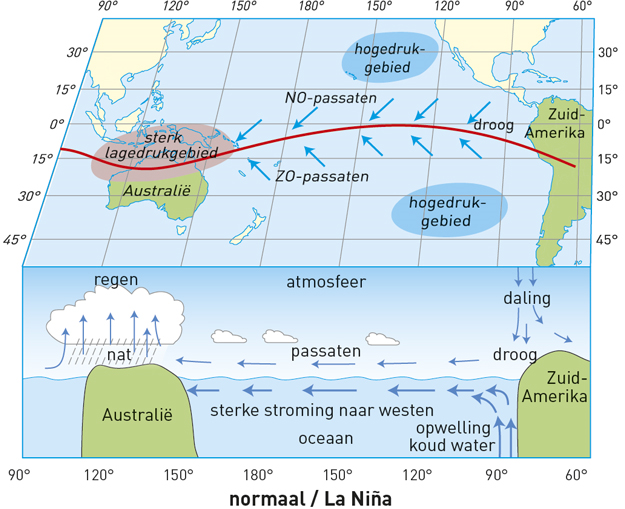 105° 120° 150° 180° 150° 120° 90° 75°
hogedruk-
gebied
30° 30°
15° 15°
NO-passaten
0° 0°
droog
Zuid-
Amerika
sterk
lagedrukgebied
15° 15°
ZO-passaten
Australië
30° 30°
hogedruk-
gebied
45° 45°
regen
atmosfeer
daling
nat
passaten
droog
Zuid-
Amerika
Australië
sterke stroming naar westen
oceaan
opwelling
koud water
90° 120° 150° 180° 150° 120° 90° 60°
normaal / La Niña